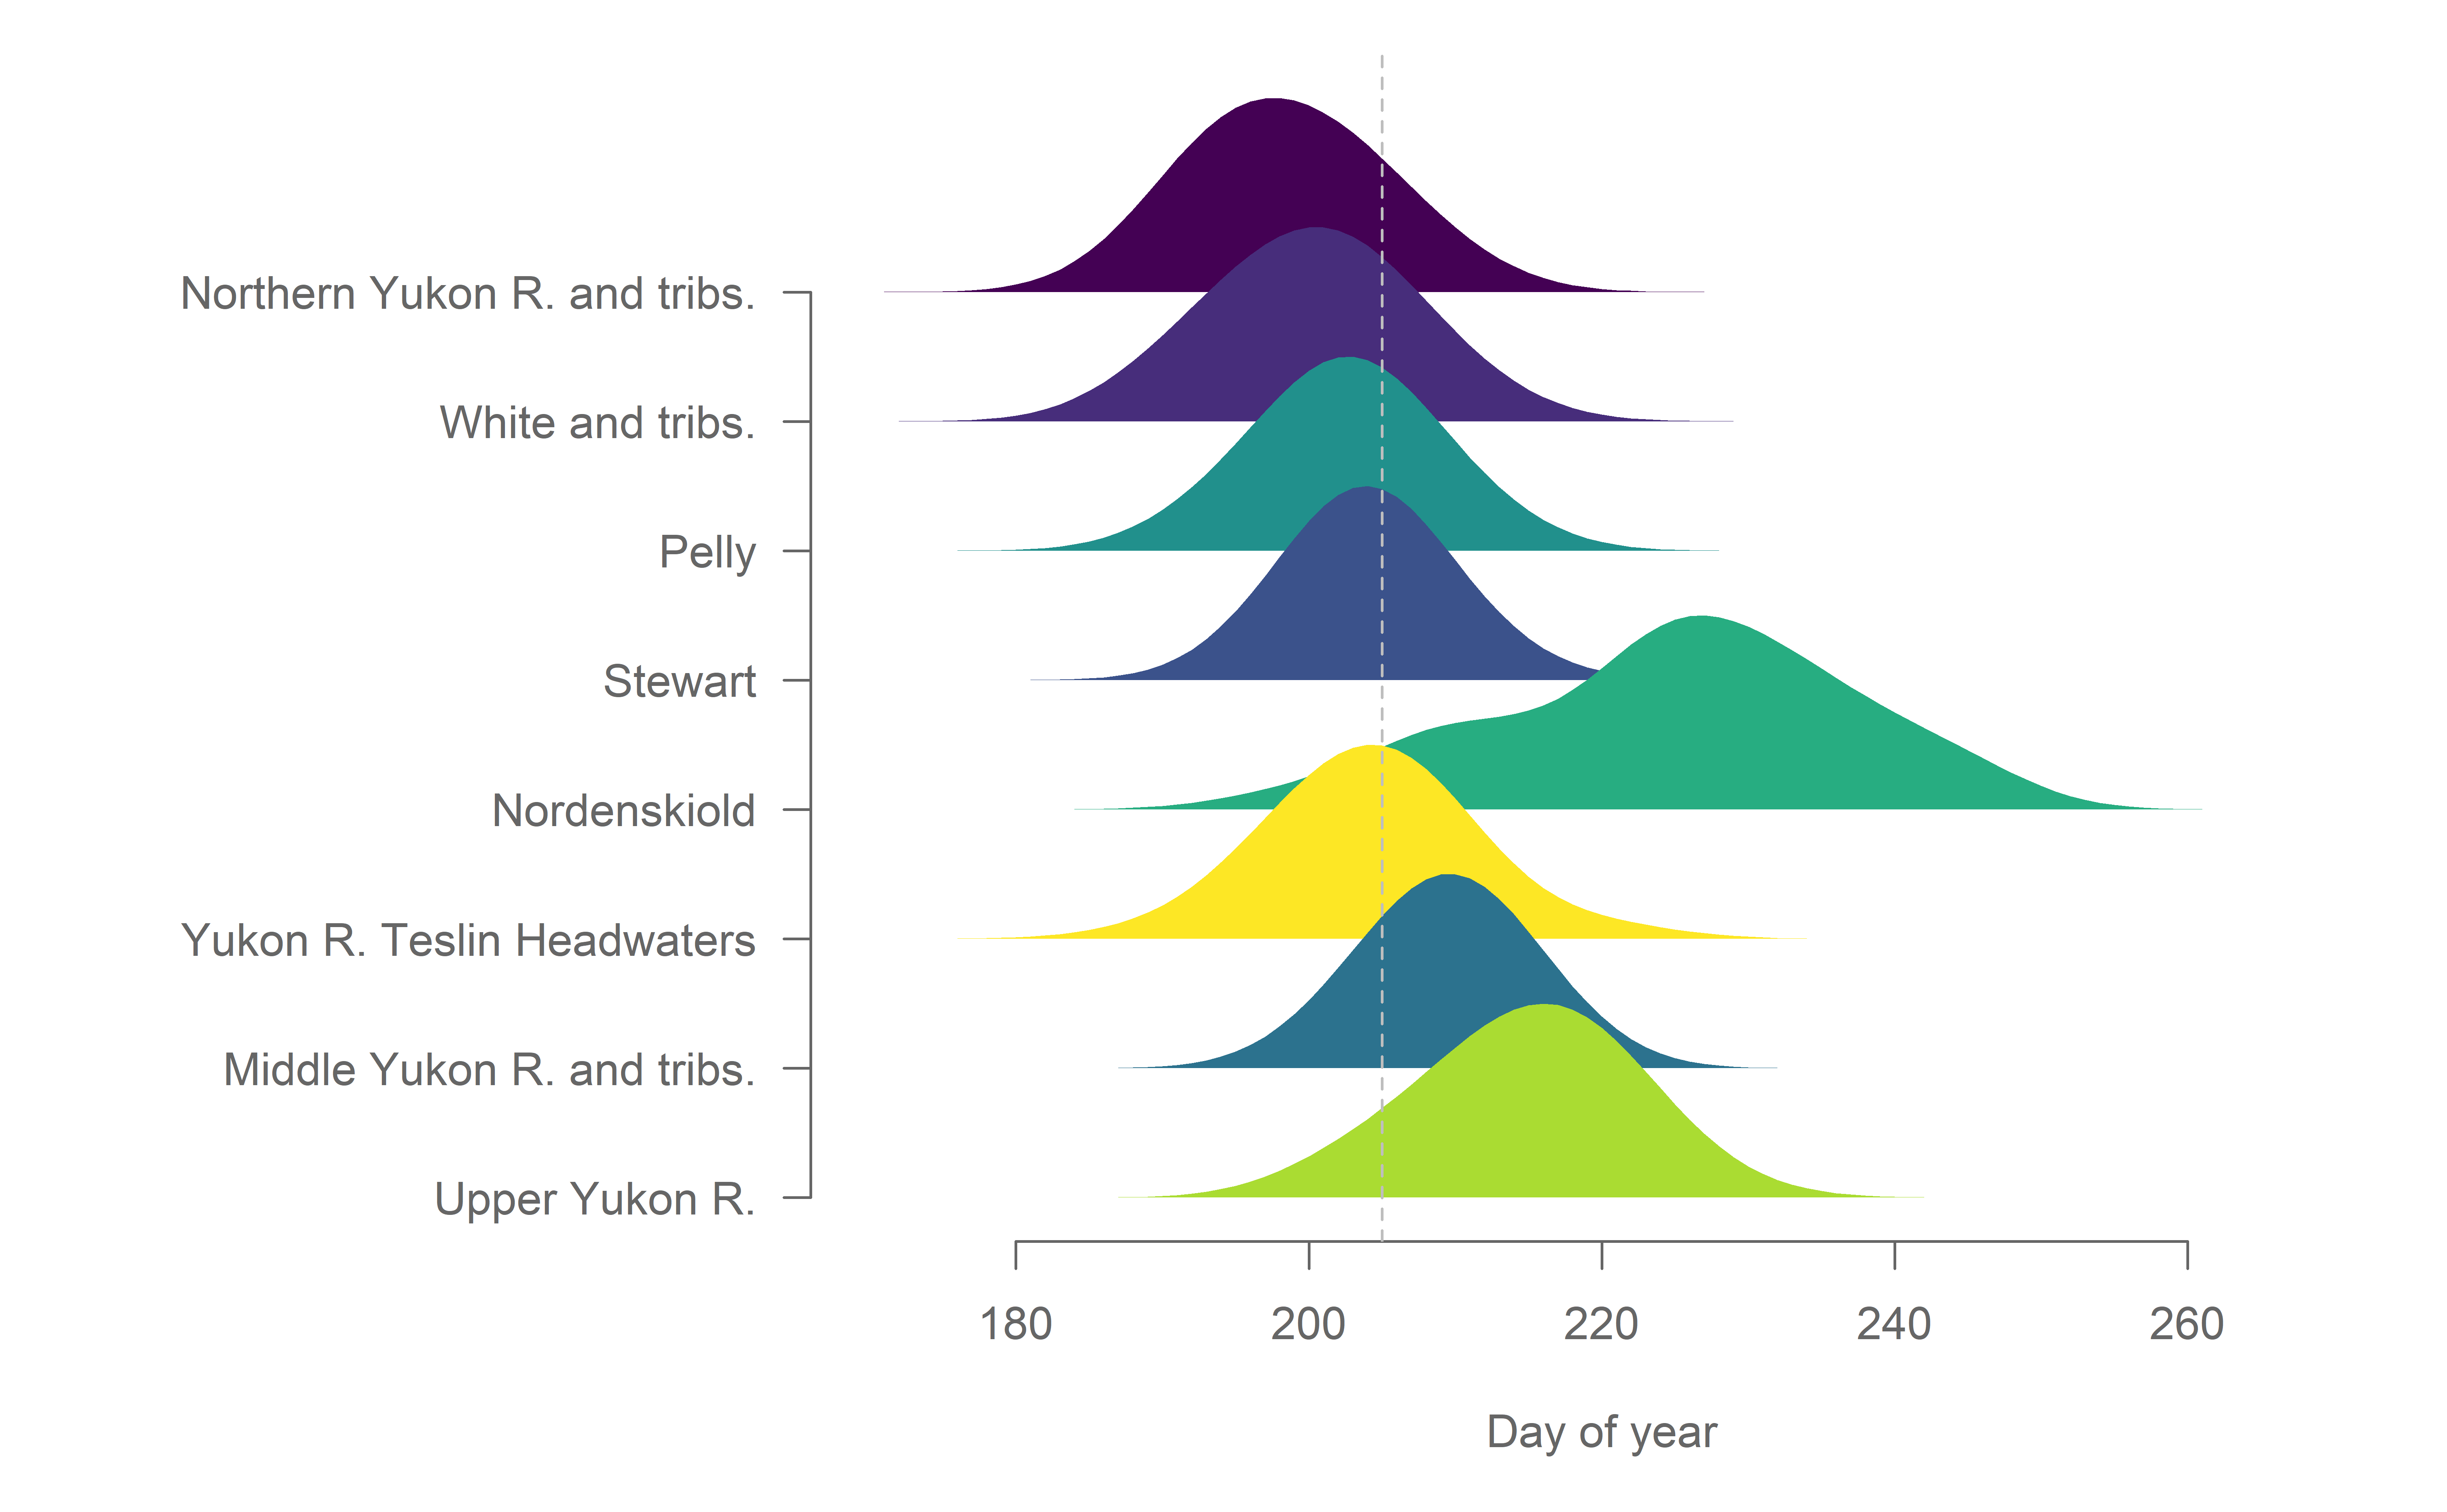 Northern Yukon R. and tribs.
White and tribs.
Pelly
Stewart
Nordenskiold
Yukon R. Teslin Headwaters
Middle Yukon R. and tribs.
Upper Yukon R.
180 200 220 240 260
Day of year